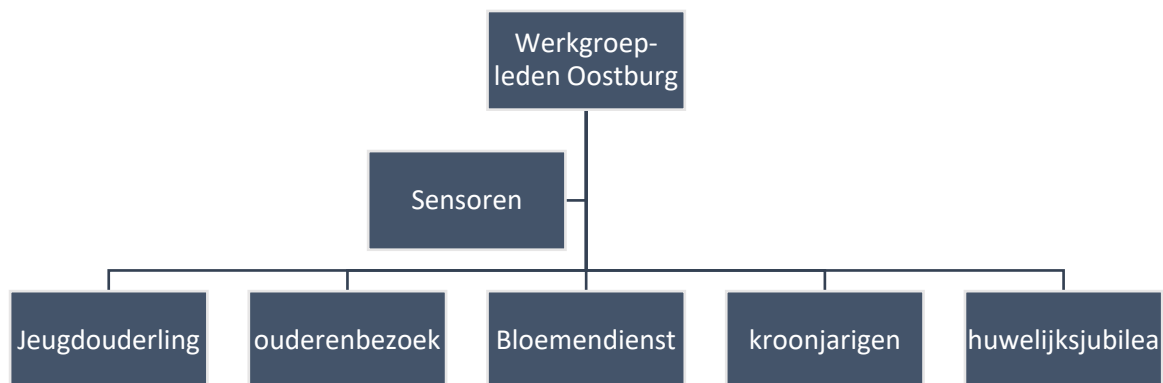 Werkgroep-
leden Oostburg
Sensoren
Jeugdouderling
ouderenbezoek
Bloemendienst
kroonjarigen
huwelijksjubilea